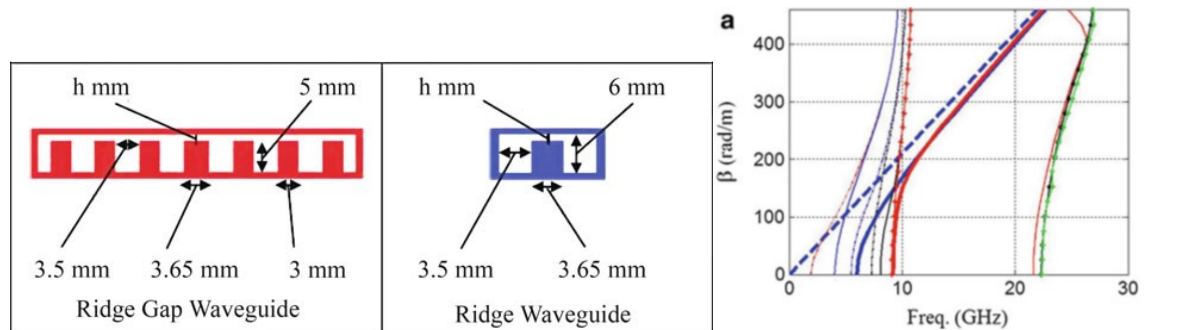 h mm 5 mm
3.5 mm 3.65 mm 3 mm
Ridge Gap Waveguide
h mm 6 mm
3.5 mm 3.65 mm
Ridge Waveguide
a
β (rad/m)
400
300
200
100
0
0 10 20 30
Freq. (GHz)